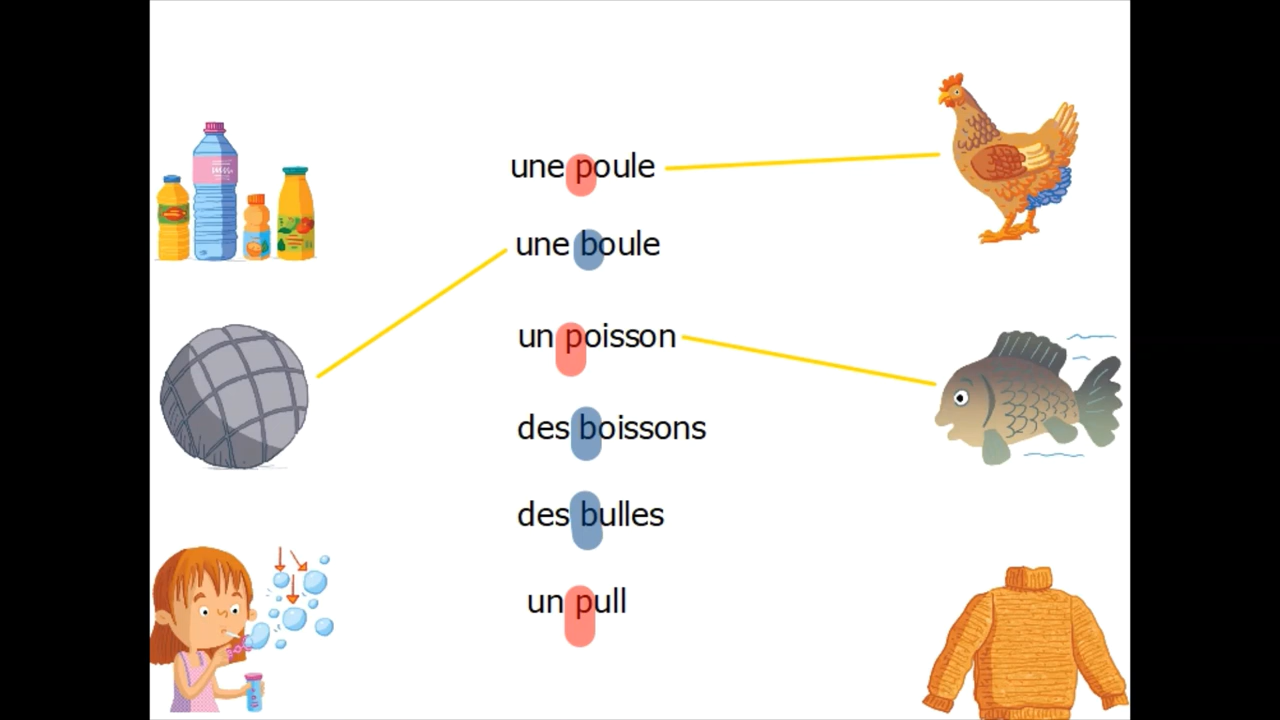 une poule
une boule
un poisson
des boissons
des bulles
un pull